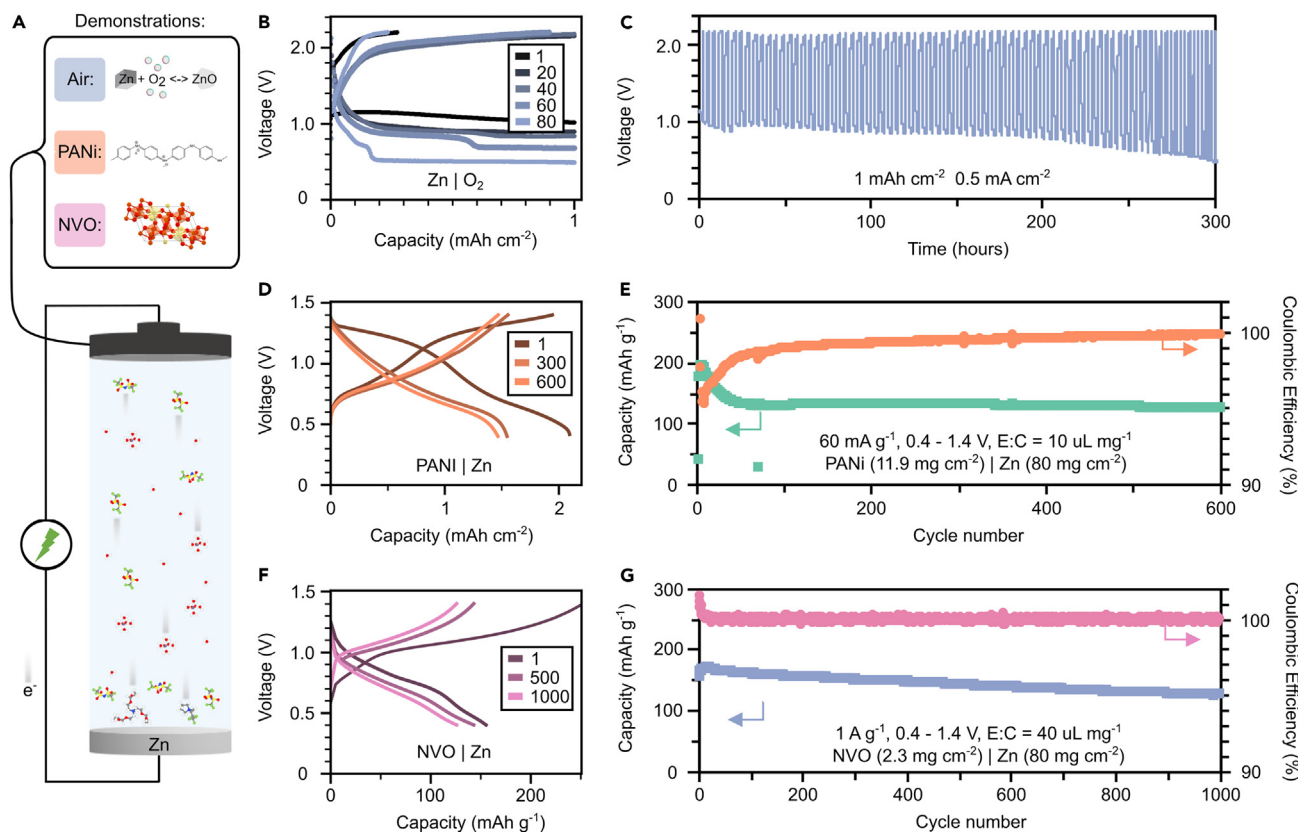 A
Demonstrations:
Air:
Zn + O2 <-> ZnO
PANi:
NVO:
e-
Zn
B
Voltage (V)
2.0
1.0
0
1
20
40
60
80
Zn | O2
0
1
Capacity (mAh cm-2)
C
Voltage (V)
2.0
1.0
0
1 mAh cm-2 0.5 mA cm-2
0
100
200
300
Time (hours)
D
Voltage (V)
1.5
1.0
0.5
0
1
300
600
PANI | Zn
0
1
2
Capacity (mAh cm-2)
E
Capacity (mAh g-1)
300
250
200
150
100
0
60 mA g-1, 0.4 - 1.4 V, E:C = 10 uL mg-1
PANi (11.9 mg cm-2) | Zn (80 mg cm-2)
100
90
Coulombic Efficiency (%)
0
200
400
600
Cycle number
F
Voltage (V)
1.5
1.0
0.5
0
1
500
1000
NVO | Zn
0
100
200
Capacity (mAh g-1)
G
Capacity (mAh g-1)
300
250
200
150
100
0
1 A g-1, 0.4 - 1.4 V, E:C = 40 uL mg-1
NVO (2.3 mg cm-2) | Zn (80 mg cm-2)
100
90
Coulombic Efficiency (%)
0
200
400
600
800
1000
Cycle number